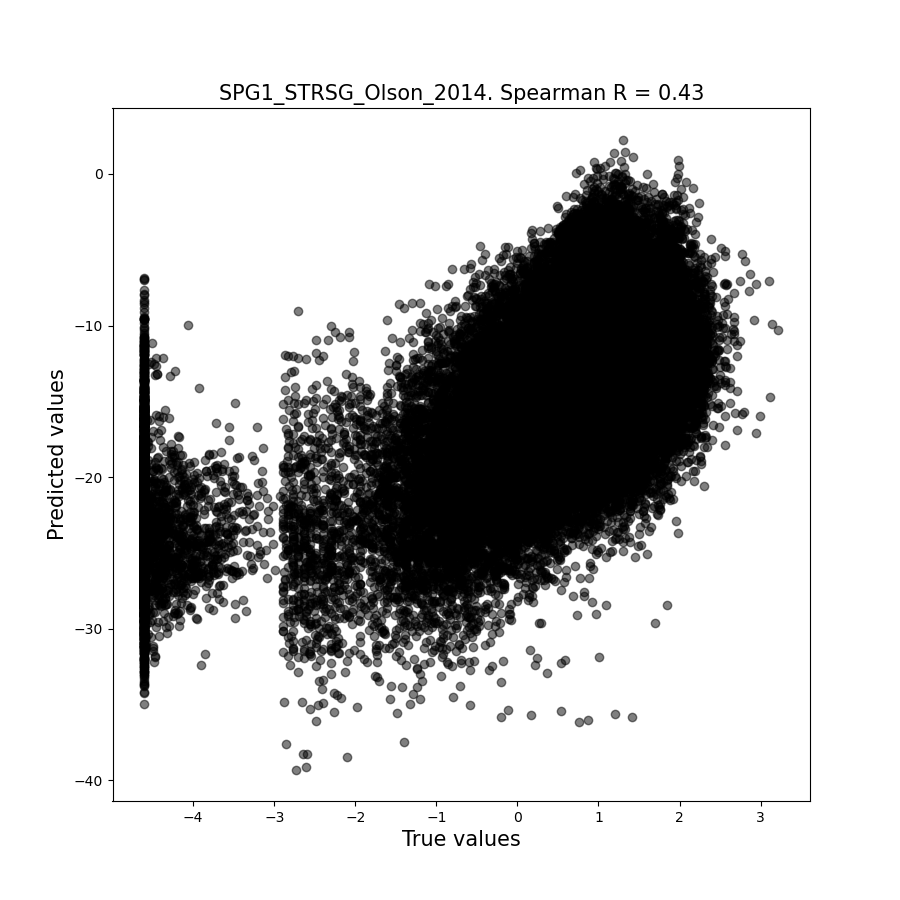 SPG1_STRSG_Olson_2014. Spearman R = 0.43
0
−10
−20
−30
−40
Predicted values
−4 −3 −2 −1 0 1 2 3
True values